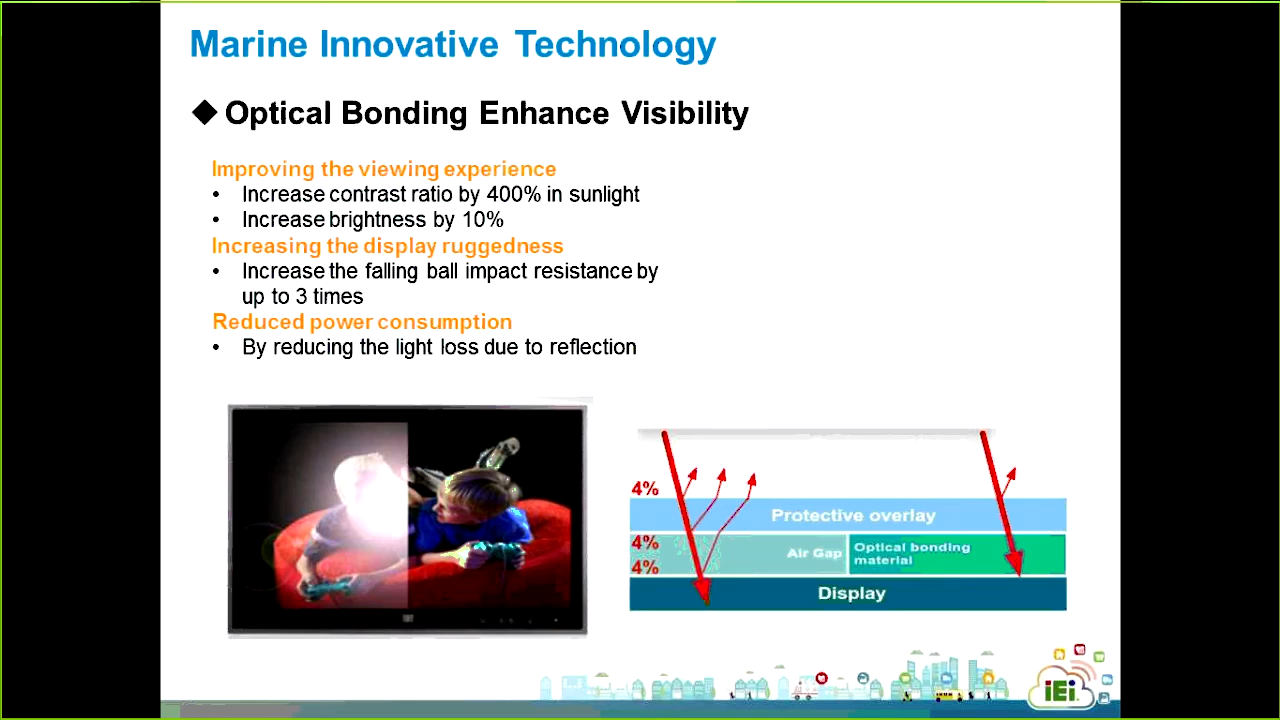 Marine Innovative Technology
◆ Optical Bonding Enhance Visibility
Improving the viewing experience
• Increase contrast ratio by 400% in sunlight
• Increase brightness by 10%
Increasing the display ruggedness
• Increase the falling ball impact resistance by
up to 3 times
Reduced power consumption
• By reducing the light loss due to reflection
4%
Protective overlay
4%
4%
Air Gap
Optical bonding
material
Display
iEi